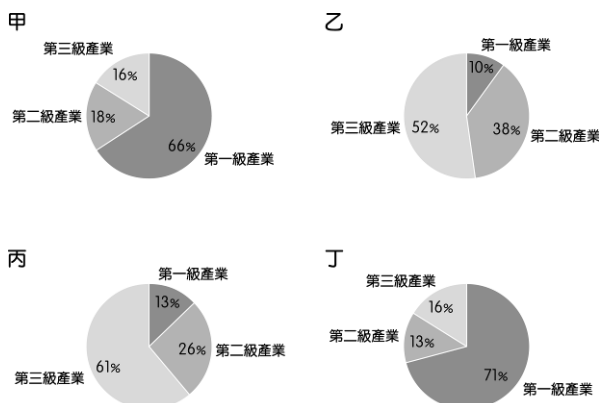 甲
第三級產業
16%
第二級產業
18%
66%
第一級產業
乙
第一級產業
10%
第三級產業
52%
38%
第二級產業
丙
第一級產業
13%
26%
第二級產業
61%
第三級產業
丁
第三級產業
16%
第二級產業
13%
71%
第一級產業